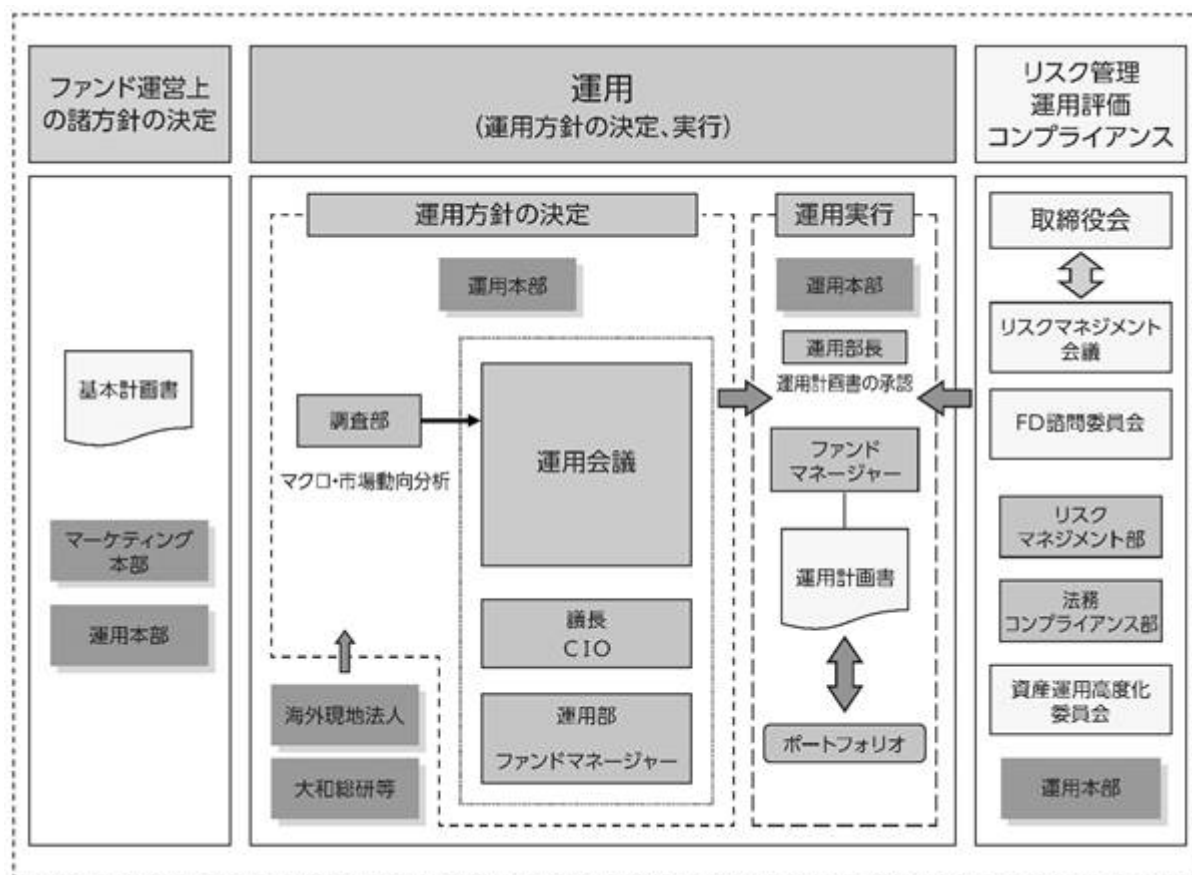 ファンド運営上
の諸方針の決定
基本計画書
マーケティング
本部
運用本部
運用
(運用方針の決定、実行)
運用方針の決定
運用本部
調査部
マクロ・市場動向分析
運用会議
議長
CIO
運用部
ファンドマネージャー
海外現地法人
大和総研等
運用実行
運用本部
運用部長
運用計画書の承認
ファンド
マネージャー
運用計画書
ポートフォリオ
リスク管理
運用評価
コンプライアンス
取締役会
リスクマネジメント
会議
FD諮問委員会
リスク
マネジメント部
法務
コンプライアンス部
資産運用高度化
委員会
運用本部